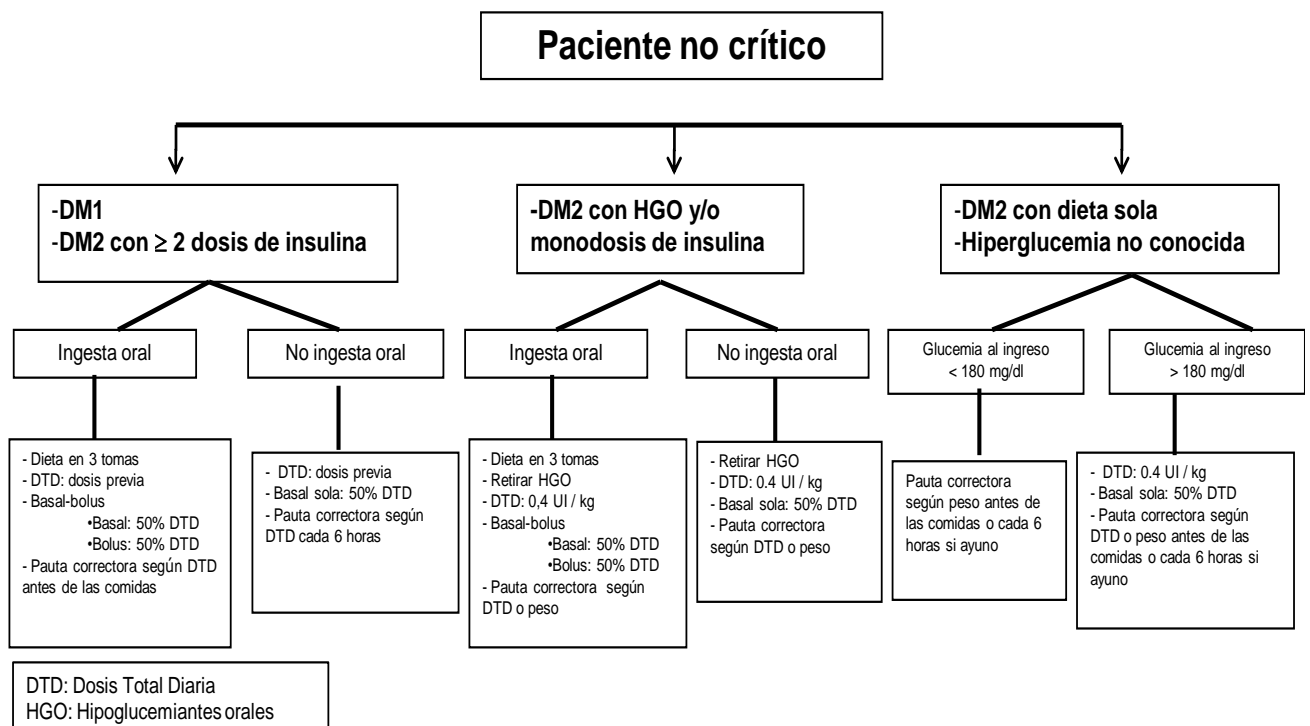 Paciente no crítico
-DM1
-DM2 con ≥ 2 dosis de insulina
-DM2 con HGO y/o
monodosis de insulina
-DM2 con dieta sola
-Hiperglucemia no conocida
Ingesta oral
No ingesta oral
Ingesta oral
No ingesta oral
Glucemia al ingreso
< 180 mg/dl
Glucemia al ingreso
> 180 mg/dl
- Dieta en 3 tomas
- DTD: dosis previa
- Basal-bolus
•Basal: 50% DTD
•Bolus: 50% DTD
- Pauta correctora según DTD
antes de las comidas
- DTD: dosis previa
- Basal sola: 50% DTD
- Pauta correctora según
DTD cada 6 horas
- Dieta en 3 tomas
- Retirar HGO
- DTD: 0,4 UI / kg
- Basal-bolus
•Basal: 50% DTD
•Bolus: 50% DTD
- Pauta correctora según
DTD o peso
- Retirar HGO
- DTD: 0.4 UI / kg
- Basal sola: 50% DTD
- Pauta correctora
según DTD o peso
Pauta correctora
según peso antes de
las comidas o cada 6
horas si ayuno
- DTD: 0.4 UI / kg
- Basal sola: 50% DTD
- Pauta correctora según
DTD o peso antes de las
comidas o cada 6 horas si
ayuno
DTD: Dosis Total Diaria
HGO: Hipoglucemiantes orales